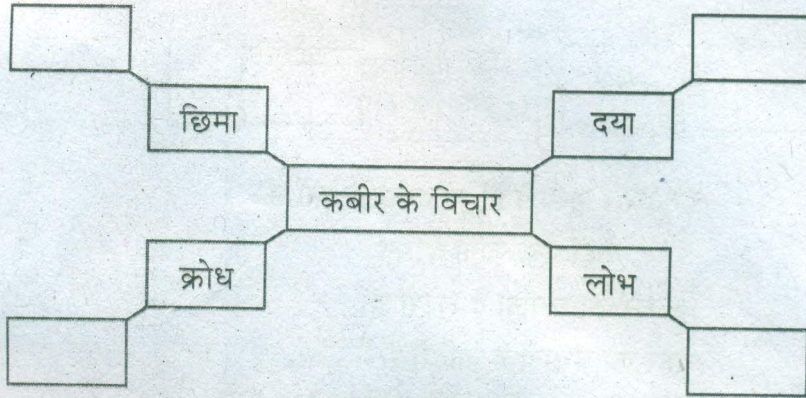 छिमा
दया
कबीर के विचार
क्रोध
लोभ